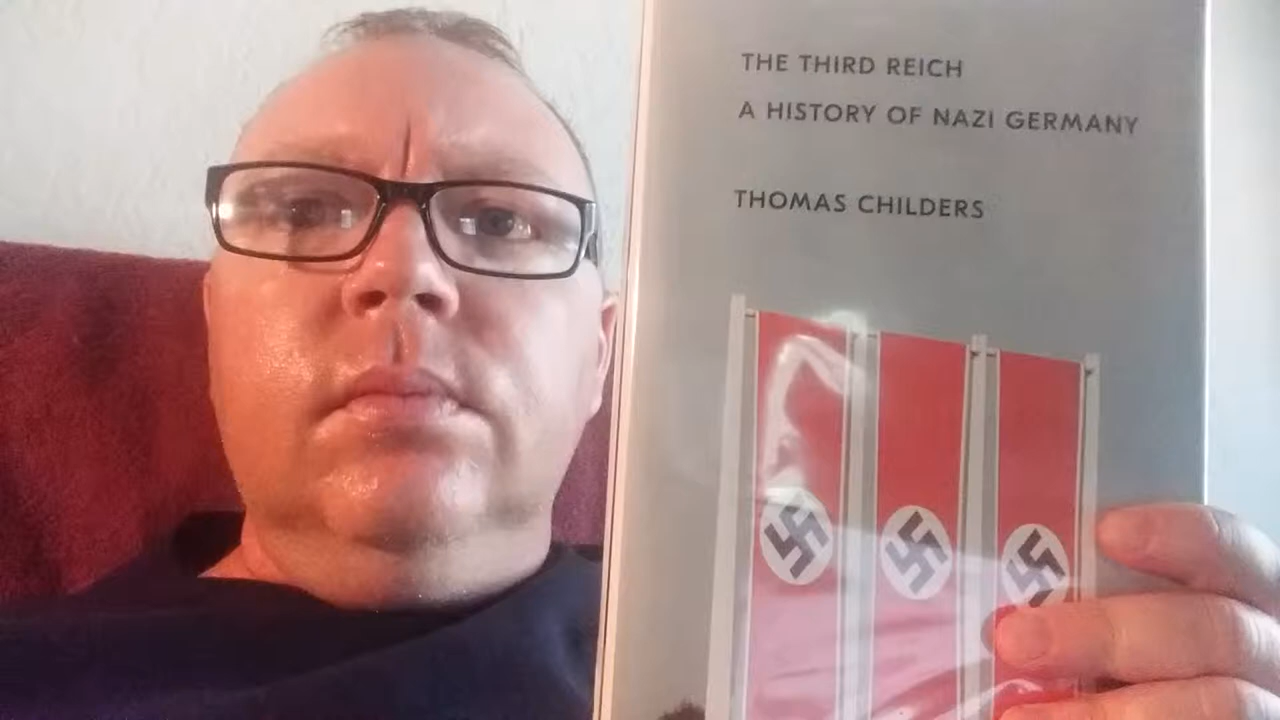 THE THIRD REICH
A HISTORY OF NAZI GERMANY
THOMAS CHILDERS